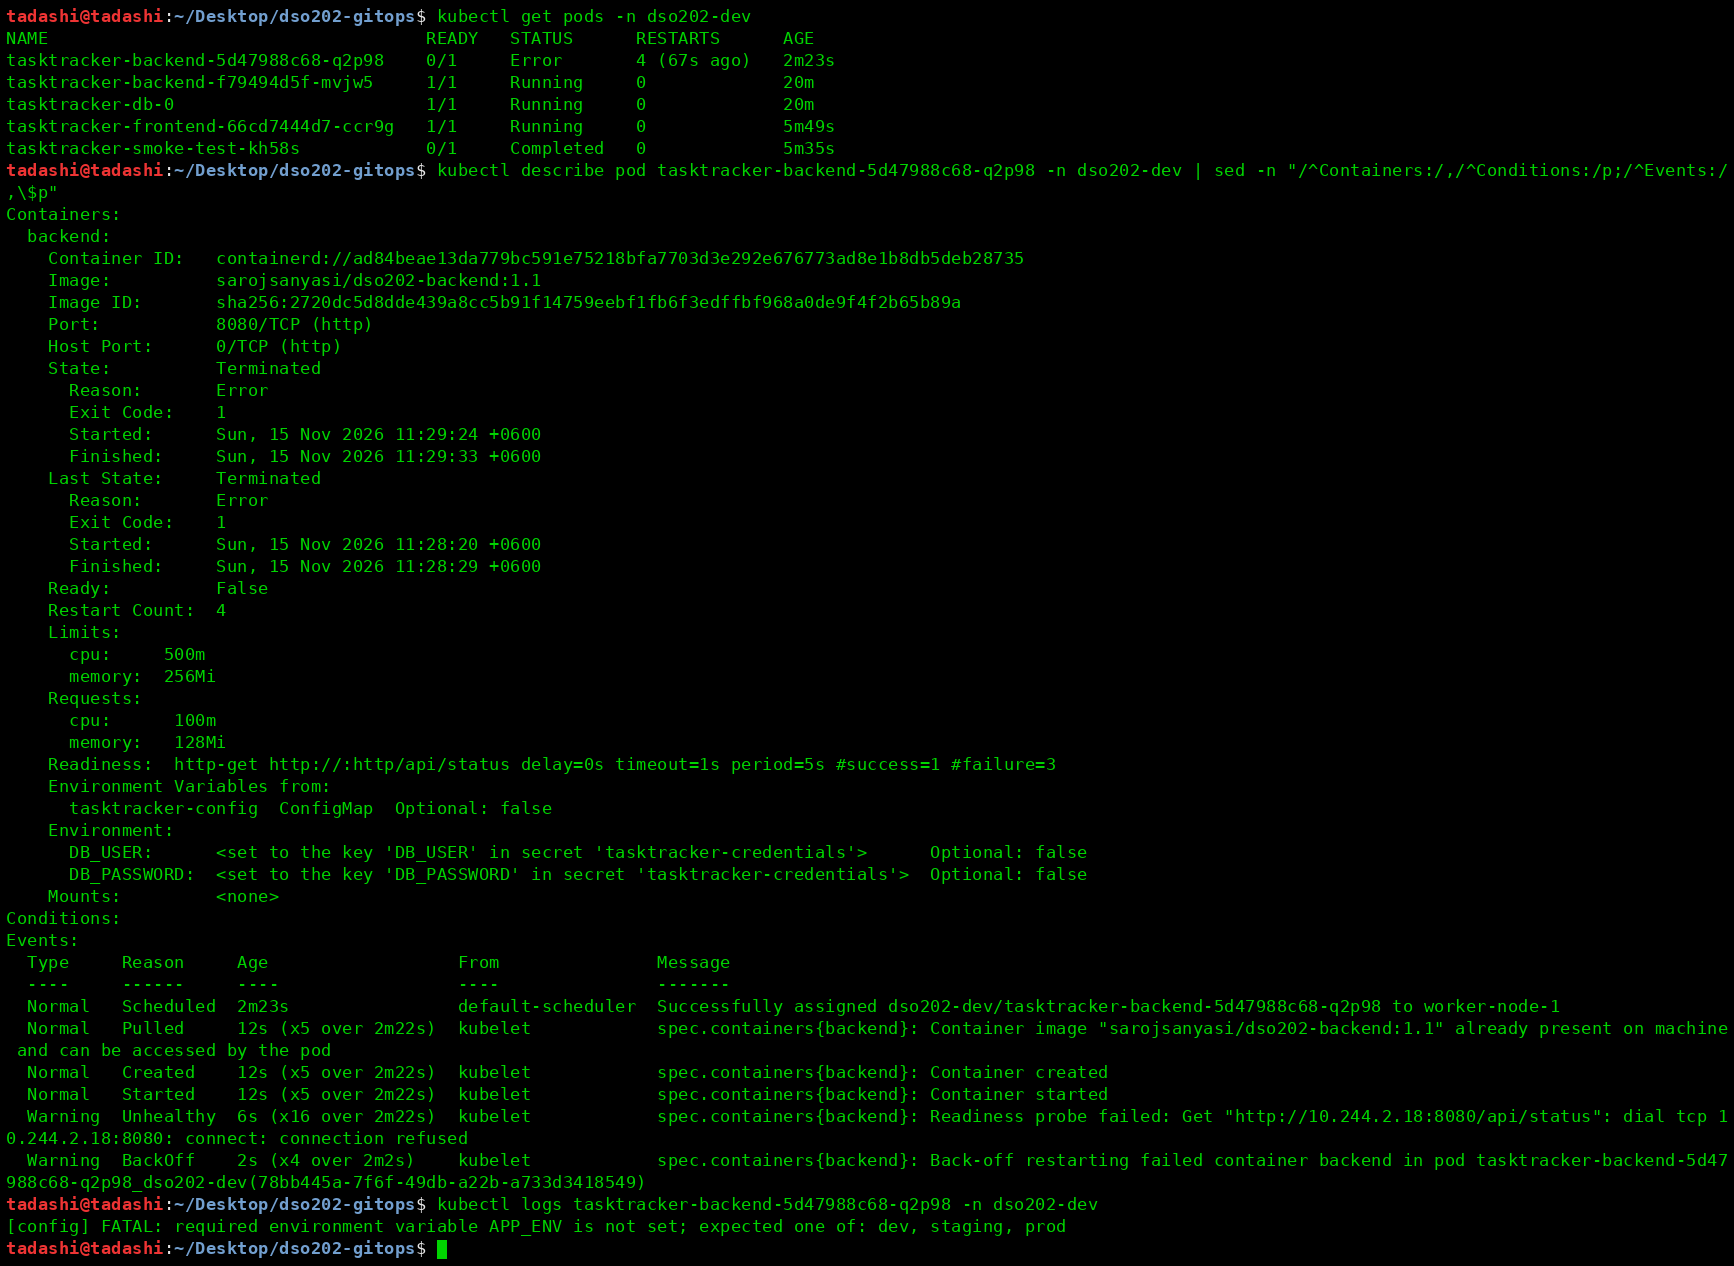 tadashi@tadashi:~/Desktop/dso202-gitops$ kubectl get pods -n dso202-dev
NAME                                    READY   STATUS      RESTARTS      AGE
tasktracker-backend-5d47988c68-q2p98    0/1     Error       4 (67s ago)   2m23s
tasktracker-backend-f79494d5f-mvjw5     1/1     Running     0             20m
tasktracker-db-0                        1/1     Running     0             20m
tasktracker-frontend-66cd7444d7-ccr9g   1/1     Running     0             5m49s
tasktracker-smoke-test-kh58s            0/1     Completed   0             5m35s
tadashi@tadashi:~/Desktop/dso202-gitops$ kubectl describe pod tasktracker-backend-5d47988c68-q2p98 -n dso202-dev | sed -n "/^Containers:/,/^Conditions:/p;/^Events:/
,\$p"
Containers:
  backend:
    Container ID:   containerd://ad84beae13da779bc591e75218bfa7703d3e292e676773ad8e1b8db5deb28735
    Image:          sarojsanyasi/dso202-backend:1.1
    Image ID:       sha256:2720dc5d8dde439a8cc5b91f14759eebf1fb6f3edffbf968a0de9f4f2b65b89a
    Port:           8080/TCP (http)
    Host Port:      0/TCP (http)
    State:          Terminated
      Reason:       Error
      Exit Code:    1
      Started:      Sun, 15 Nov 2026 11:29:24 +0600
      Finished:     Sun, 15 Nov 2026 11:29:33 +0600
    Last State:     Terminated
      Reason:       Error
      Exit Code:    1
      Started:      Sun, 15 Nov 2026 11:28:20 +0600
      Finished:     Sun, 15 Nov 2026 11:28:29 +0600
    Ready:          False
    Restart Count:  4
    Limits:
      cpu:     500m
      memory:  256Mi
    Requests:
      cpu:      100m
      memory:   128Mi
    Readiness:  http-get http://:http/api/status delay=0s timeout=1s period=5s #success=1 #failure=3
    Environment Variables from:
      tasktracker-config  ConfigMap  Optional: false
    Environment:
      DB_USER:      <set to the key 'DB_USER' in secret 'tasktracker-credentials'>      Optional: false
      DB_PASSWORD:  <set to the key 'DB_PASSWORD' in secret 'tasktracker-credentials'>  Optional: false
    Mounts:         <none>
Conditions:
Events:
  Type     Reason     Age                  From               Message
  ----     ------     ----                 ----               -------
  Normal   Scheduled  2m23s                default-scheduler  Successfully assigned dso202-dev/tasktracker-backend-5d47988c68-q2p98 to worker-node-1
  Normal   Pulled     12s (x5 over 2m22s)  kubelet            spec.containers{backend}: Container image "sarojsanyasi/dso202-backend:1.1" already present on machine
 and can be accessed by the pod
  Normal   Created    12s (x5 over 2m22s)  kubelet            spec.containers{backend}: Container created
  Normal   Started    12s (x5 over 2m22s)  kubelet            spec.containers{backend}: Container started
  Warning  Unhealthy  6s (x16 over 2m22s)  kubelet            spec.containers{backend}: Readiness probe failed: Get "http://10.244.2.18:8080/api/status": dial tcp 1
0.244.2.18:8080: connect: connection refused
  Warning  BackOff    2s (x4 over 2m2s)    kubelet            spec.containers{backend}: Back-off restarting failed container backend in pod tasktracker-backend-5d47
988c68-q2p98_dso202-dev(78bb445a-7f6f-49db-a22b-a733d3418549)
tadashi@tadashi:~/Desktop/dso202-gitops$ kubectl logs tasktracker-backend-5d47988c68-q2p98 -n dso202-dev
[config] FATAL: required environment variable APP_ENV is not set; expected one of: dev, staging, prod
tadashi@tadashi:~/Desktop/dso202-gitops$